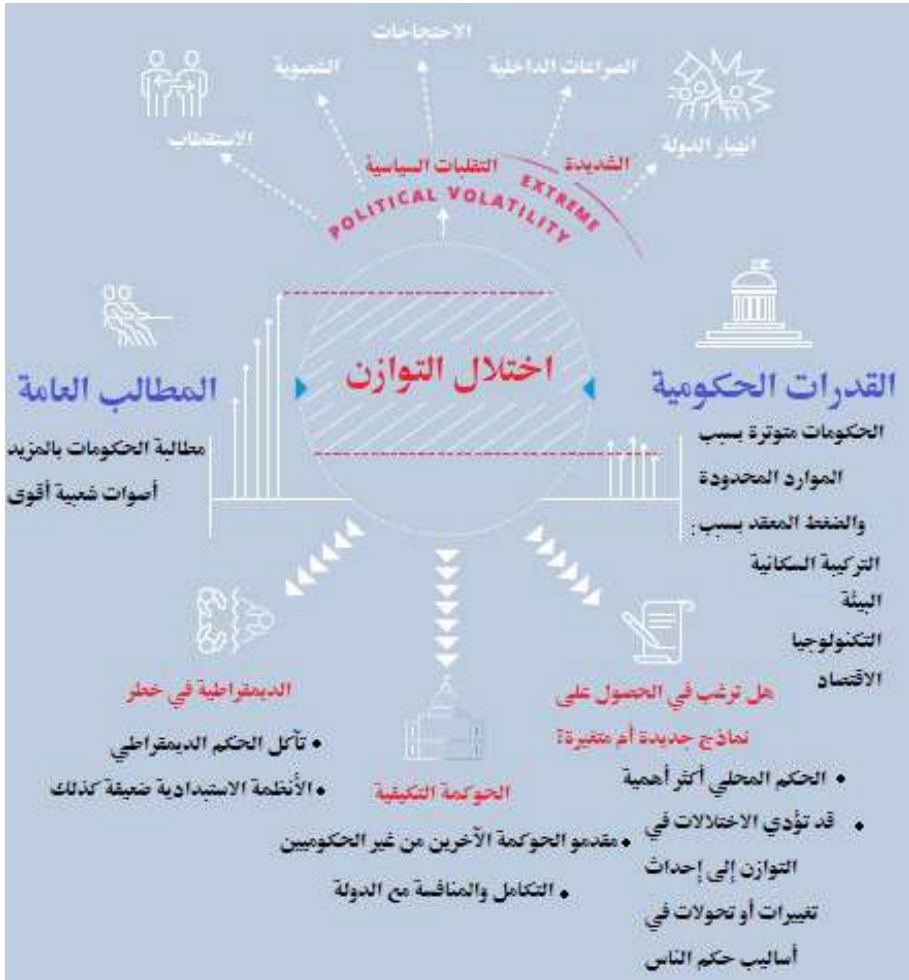 الاحتجاجات
الشعبوية
الصراعات الداخلية
الاستقطاب
انهيار الدولة
التقلبات السياسية
الشديدة
POLITICAL VOLATILITY
EXTREME
اختلال التوازن
القدرات الحكومية
الحكومات متوترة بسبب
الموارد المحدودة
والضغط المعقد بسبب:
التركيبة السكانية
البيئة
التكنولوجيا
الاقتصاد
المطالب العامة
مطالبة الحكومات بالمزيد
أصوات شعبية أقوى
هل ترغب في الحصول على
نماذج جديدة أم متغيرة؟
• الحكم المحلي أكثر أهمية
• قد تؤدي الاختلالات في
التوازن إلى إحداث
تغييرات أو تحولات في
أساليب حكم الناس
الحوكمة التكيفية
• مقدمو الحوكمة الآخرين من غير الحكوميين
• التكامل والمنافسة مع الدولة
الديمقراطية في خطر
• تآكل الحكم الديمقراطي
• الأنظمة الاستبدادية ضعيفة كذلك